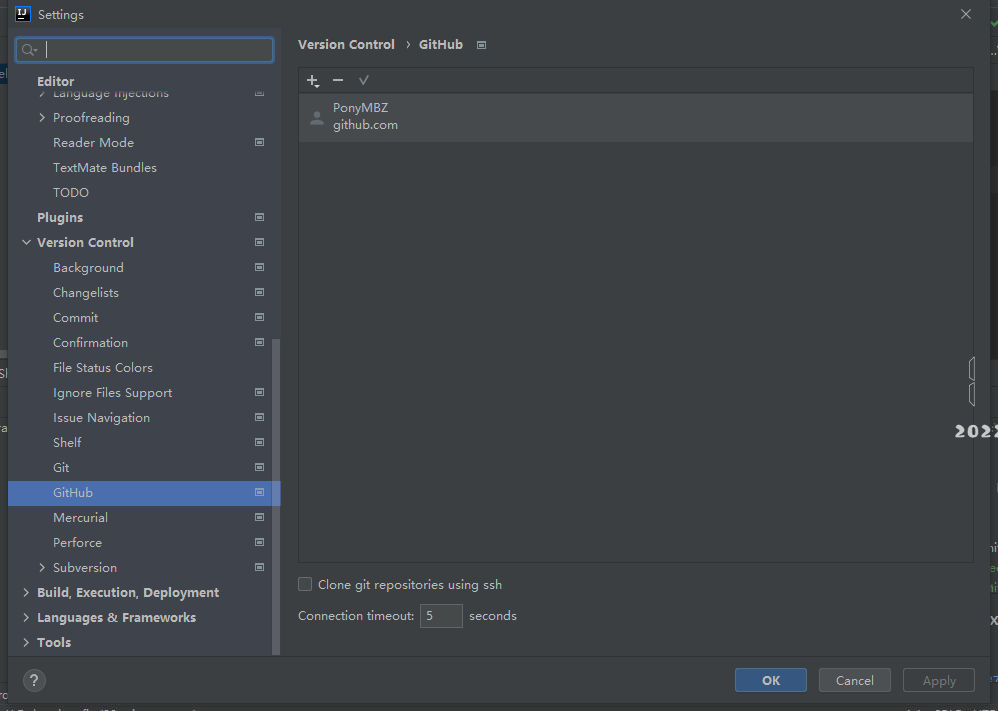 Settings
Version Control › GitHub
Editor
Language Injections
Proofreading
Reader Mode
TextMate Bundles
TODO
Plugins
Version Control
Background
Changelists
Commit
Confirmation
File Status Colors
Ignore Files Support
Issue Navigation
Shelf
Git
GitHub
Mercurial
Perforce
Subversion
Build, Execution, Deployment
Languages & Frameworks
Tools
PonyMBZ
github.com
Clone git repositories using ssh
Connection timeout: 5 seconds
2022
? OK Cancel Apply